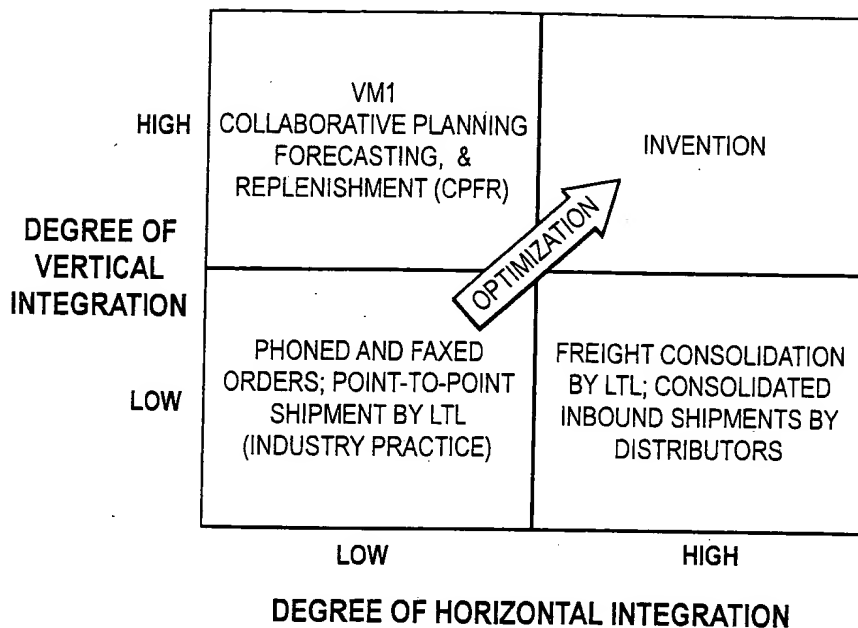 HIGH
VM1
COLLABORATIVE PLANNING
FORECASTING, &
REPLENISHMENT (CPFR)
INVENTION
DEGREE OF
VERTICAL
INTEGRATION
OPTIMIZATION
LOW
PHONED AND FAXED
ORDERS; POINT-TO-POINT
SHIPMENT BY LTL
(INDUSTRY PRACTICE)
FREIGHT CONSOLIDATION
BY LTL; CONSOLIDATED
INBOUND SHIPMENTS BY
DISTRIBUTORS
LOW
HIGH
DEGREE OF HORIZONTAL INTEGRATION